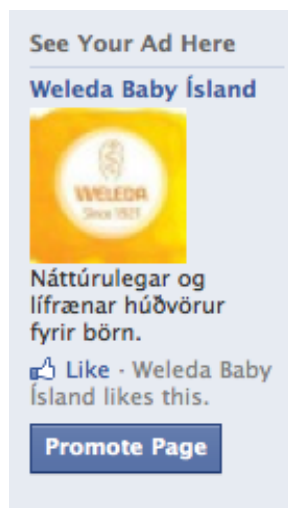 See Your Ad Here
Weleda Baby Ísland
WELEDA
Since 1921
Náttúrulegar og
lífrænar húðvörur
fyrir börn.
Like · Weleda Baby
Ísland likes this.
Promote Page